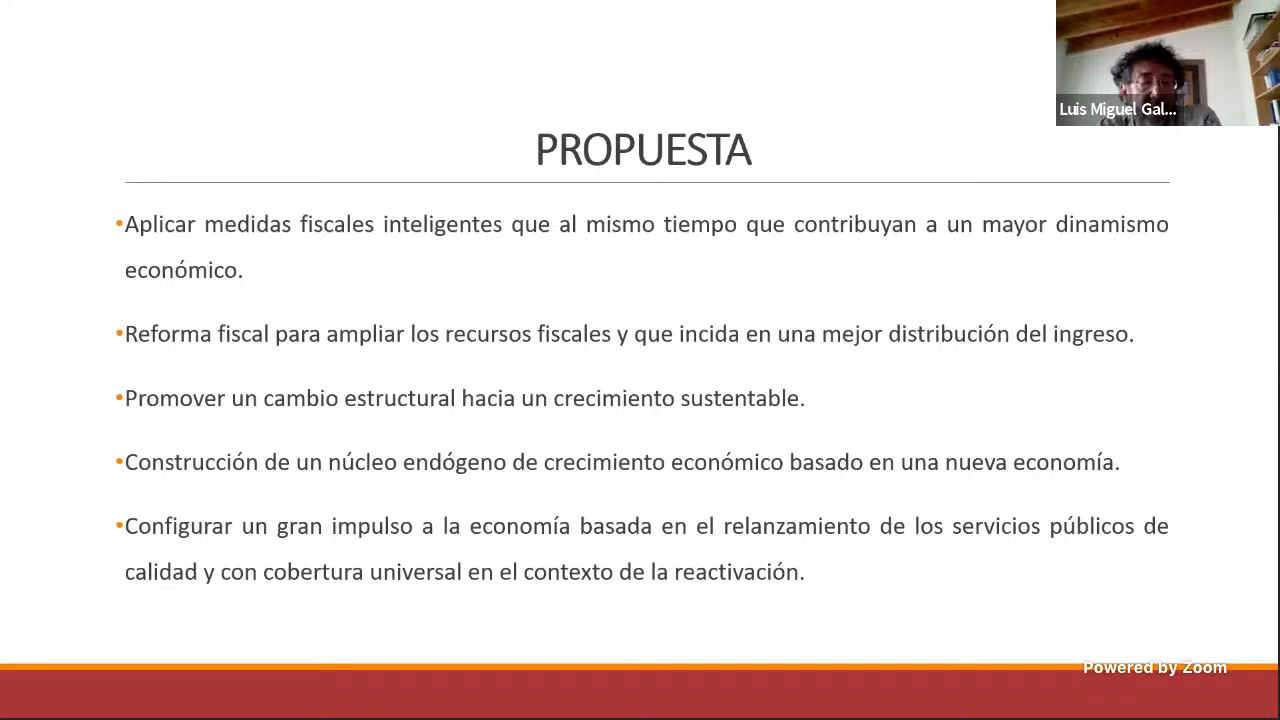 Luis Miguel Gal...
PROPUESTA
•Aplicar medidas fiscales inteligentes que al mismo tiempo que contribuyan a un mayor dinamismo
económico.
•Reforma fiscal para ampliar los recursos fiscales y que incida en una mejor distribución del ingreso.
•Promover un cambio estructural hacia un crecimiento sustentable.
•Construcción de un núcleo endógeno de crecimiento económico basado en una nueva economía.
•Configurar un gran impulso a la economía basada en el relanzamiento de los servicios públicos de
calidad y con cobertura universal en el contexto de la reactivación.
Powered by Zoom